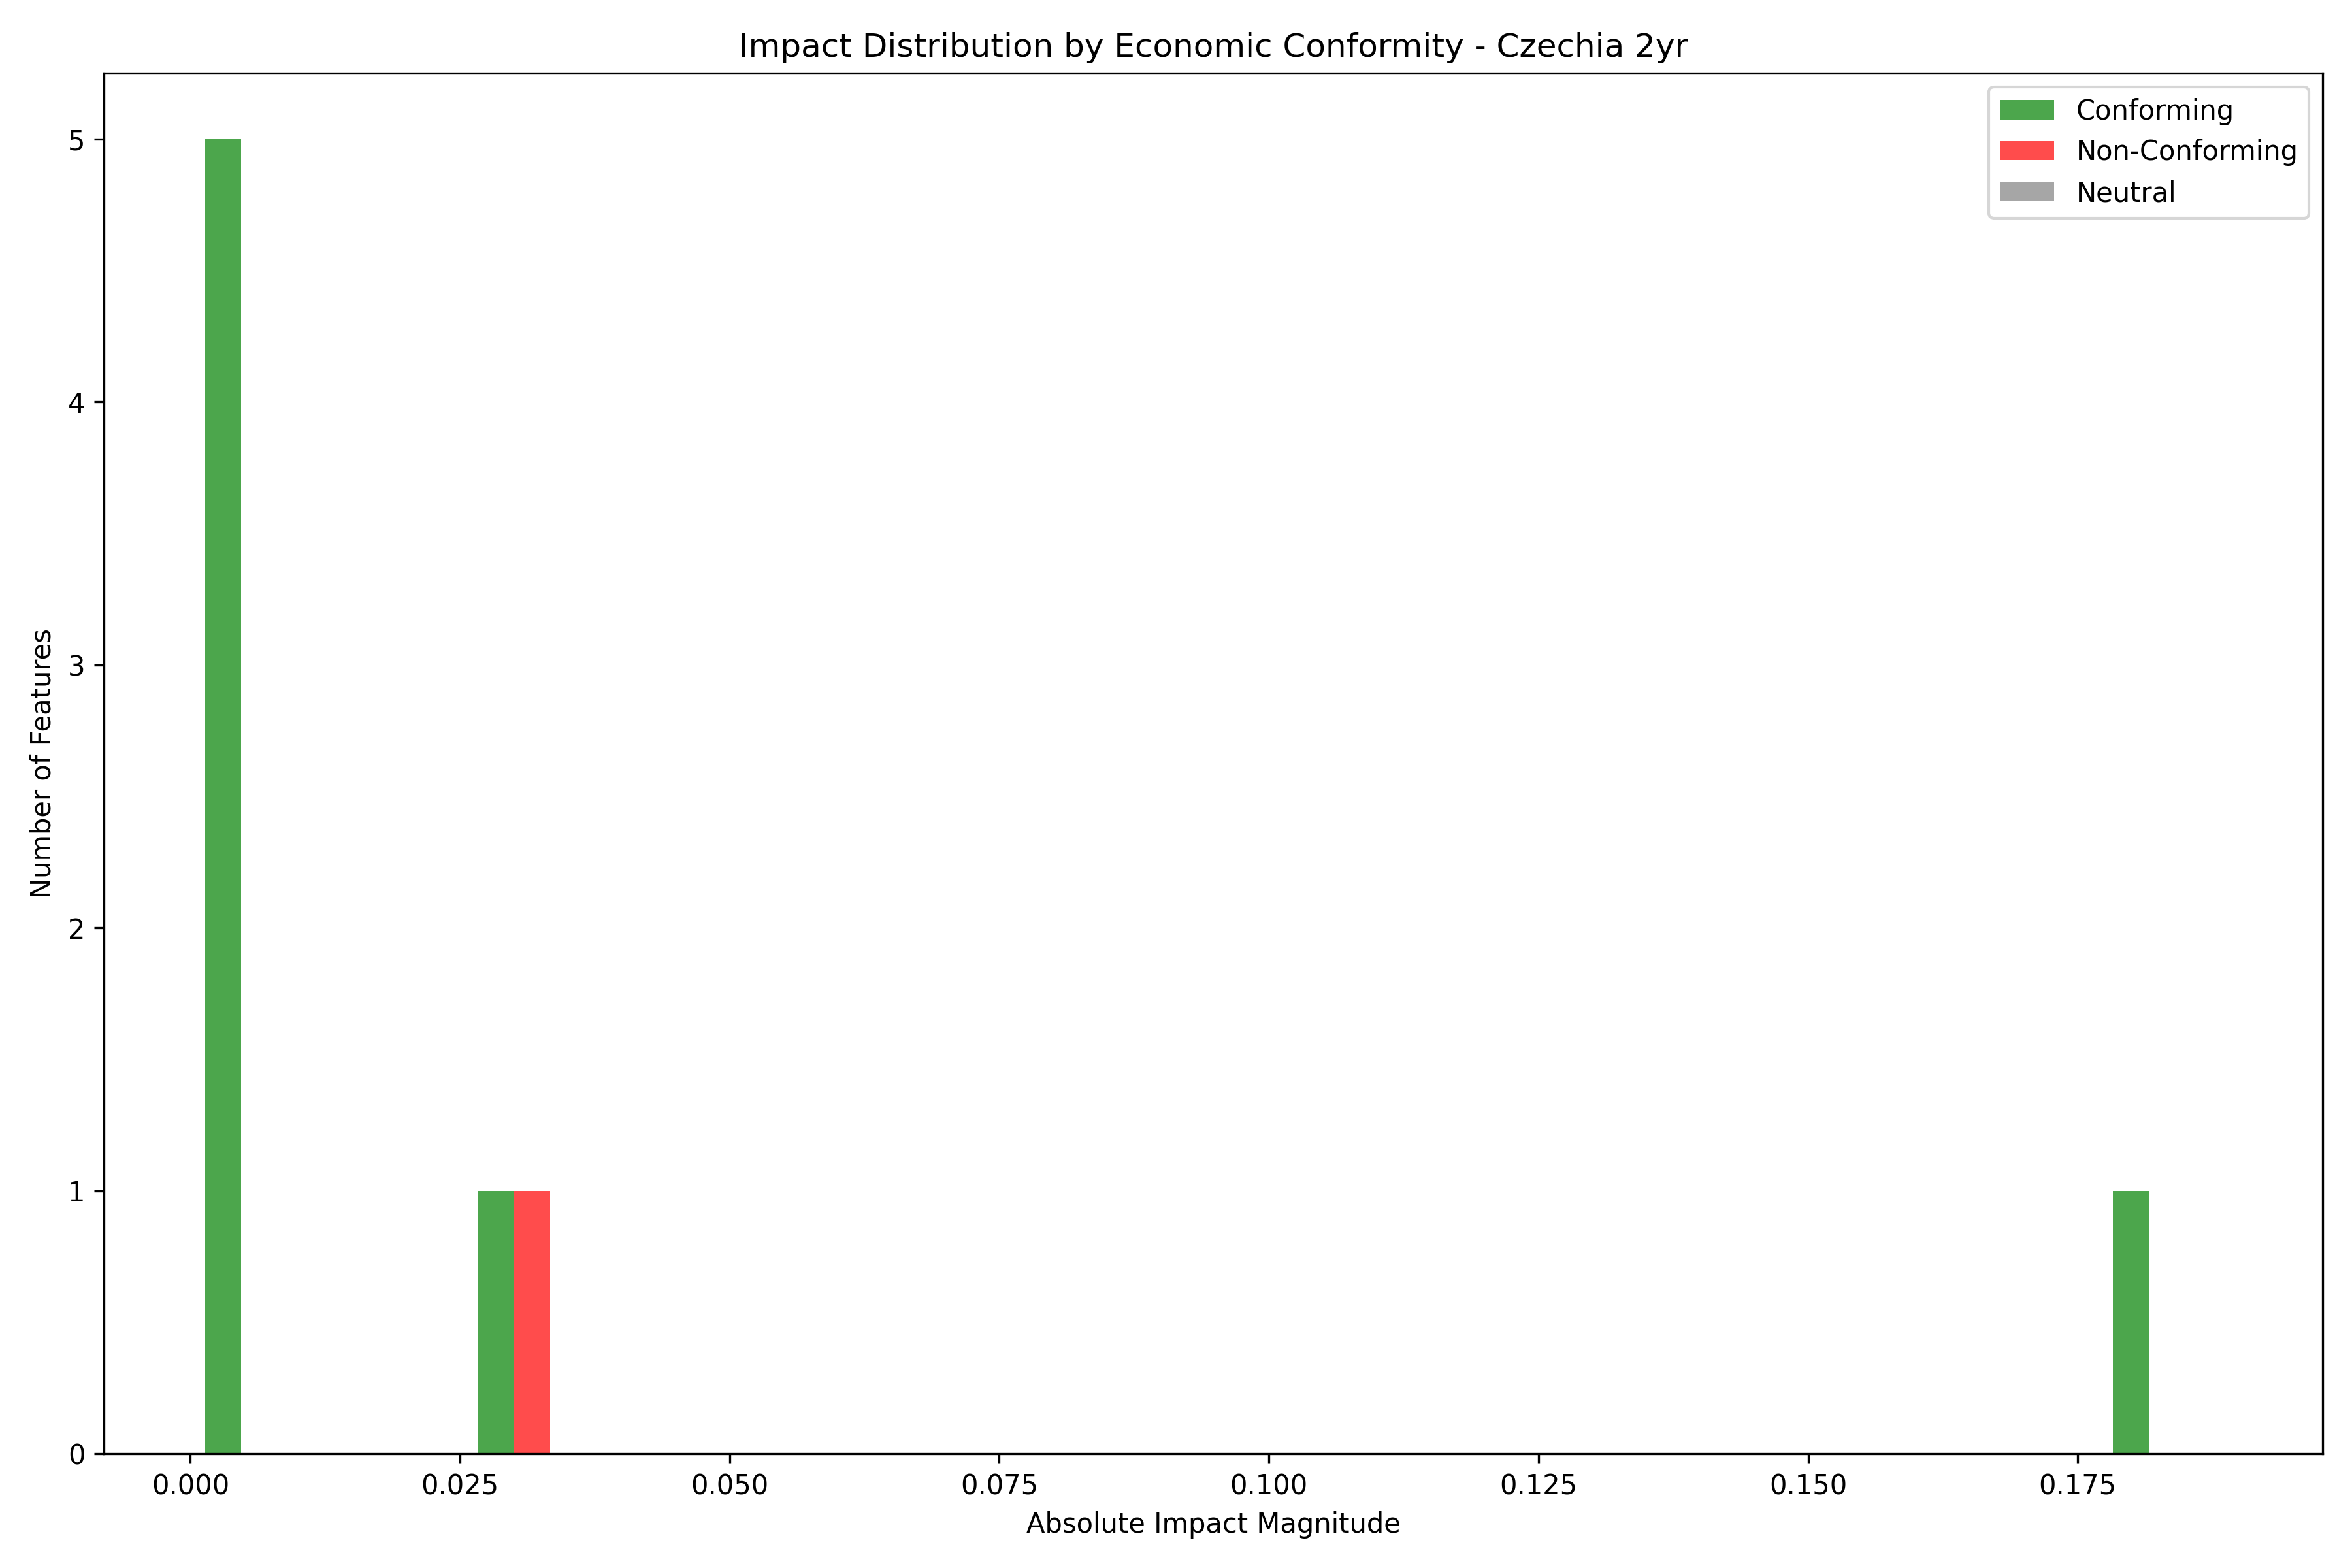 Impact Distribution by Economic Conformity - Czechia 2yr
Conforming
Non-Conforming
Neutral
Number of Features
5
4
3
2
1
0
0.000
0.025
0.050
0.075
0.100
0.125
0.150
0.175
Absolute Impact Magnitude